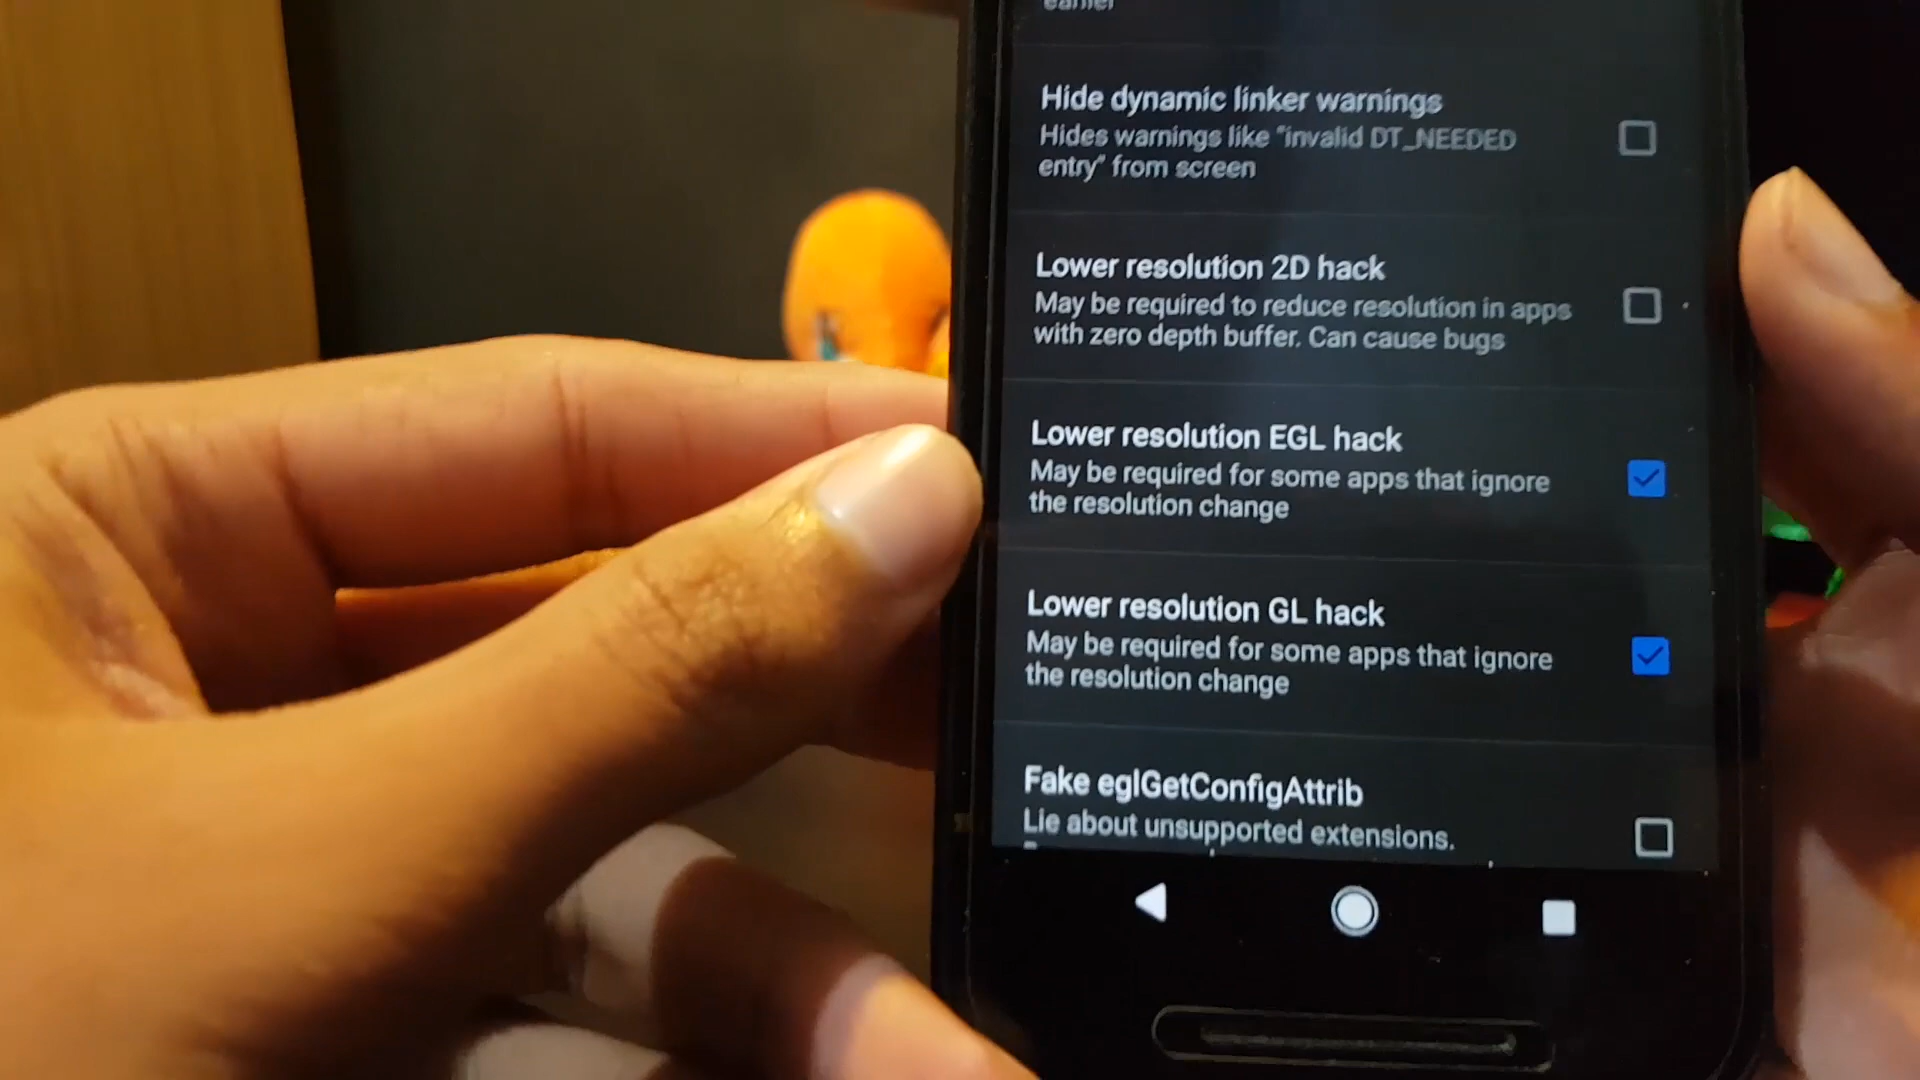 earlier
Hide dynamic linker warnings
Hides warnings like "invalid DT_NEEDED
entry" from screen
Lower resolution 2D hack
May be required to reduce resolution in apps
with zero depth buffer. Can cause bugs
Lower resolution EGL hack
May be required for some apps that ignore
the resolution change
Lower resolution GL hack
May be required for some apps that ignore
the resolution change
Fake eglGetConfigAttrib
Lie about unsupported extensions.